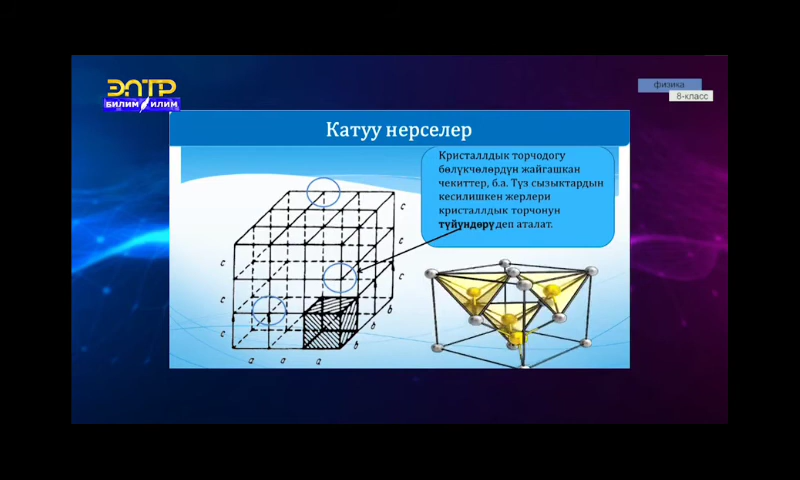 ЭЛТР
БИЛИМ ИЛИМ
физика
8-класс
Катуу нерселер
Кристаллдык торчодогу
бөлүкчөлөрдүн жайгашкан
чекиттер, б.а. Түз сызыктардын
кесилишкен жерлери
кристаллдык торчонун
түйүндөрү деп аталат.
c
c
c
c
c
c
b
b
b
a
a
a